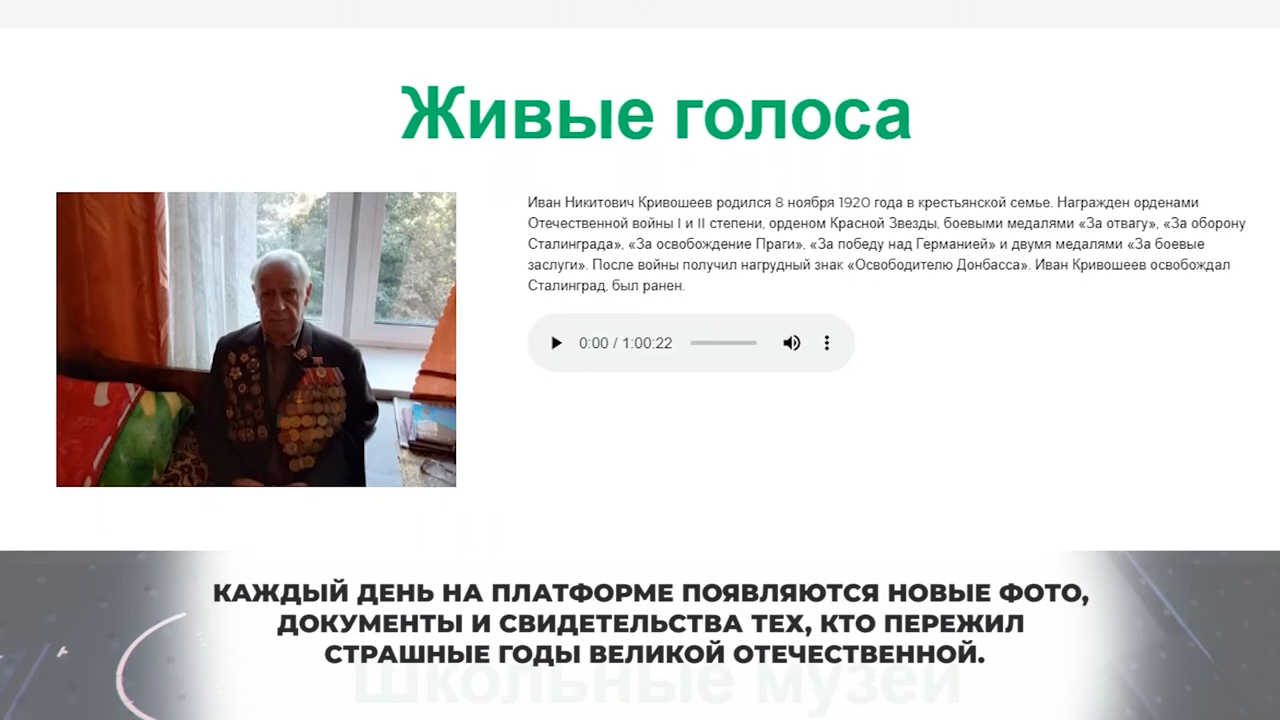 Живые голоса
Иван Никитович Кривошеев родился 8 ноября 1920 года в крестьянской семье. Награжден орденами
Отечественной войны I и II степени, орденом Красной Звезды, боевыми медалями «За отвагу», «За оборону
Сталинграда», «За освобождение Праги», «За победу над Германией» и двумя медалями «За боевые
заслуги». После войны получил нагрудный знак «Освободителю Донбасса». Иван Кривошеев освобождал
Сталинград, был ранен.
0:00 / 1:00:22
КАЖДЫЙ ДЕНЬ НА ПЛАТФОРМЕ ПОЯВЛЯЮТСЯ НОВЫЕ ФОТО,
ДОКУМЕНТЫ И СВИДЕТЕЛЬСТВА ТЕХ, КТО ПЕРЕЖИЛ
СТРАШНЫЕ ГОДЫ ВЕЛИКОЙ ОТЕЧЕСТВЕННОЙ.
Школьные музеи